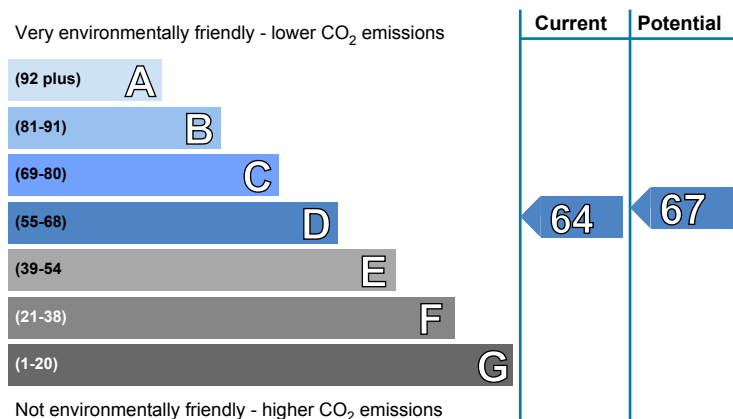 Very environmentally friendly - lower CO2 emissions
Current Potential
(92 plus) A
(81-91) B
(69-80) C
(55-68) D
64 67
(39-54 E
(21-38) F
(1-20) G
Not environmentally friendly - higher CO2 emissions